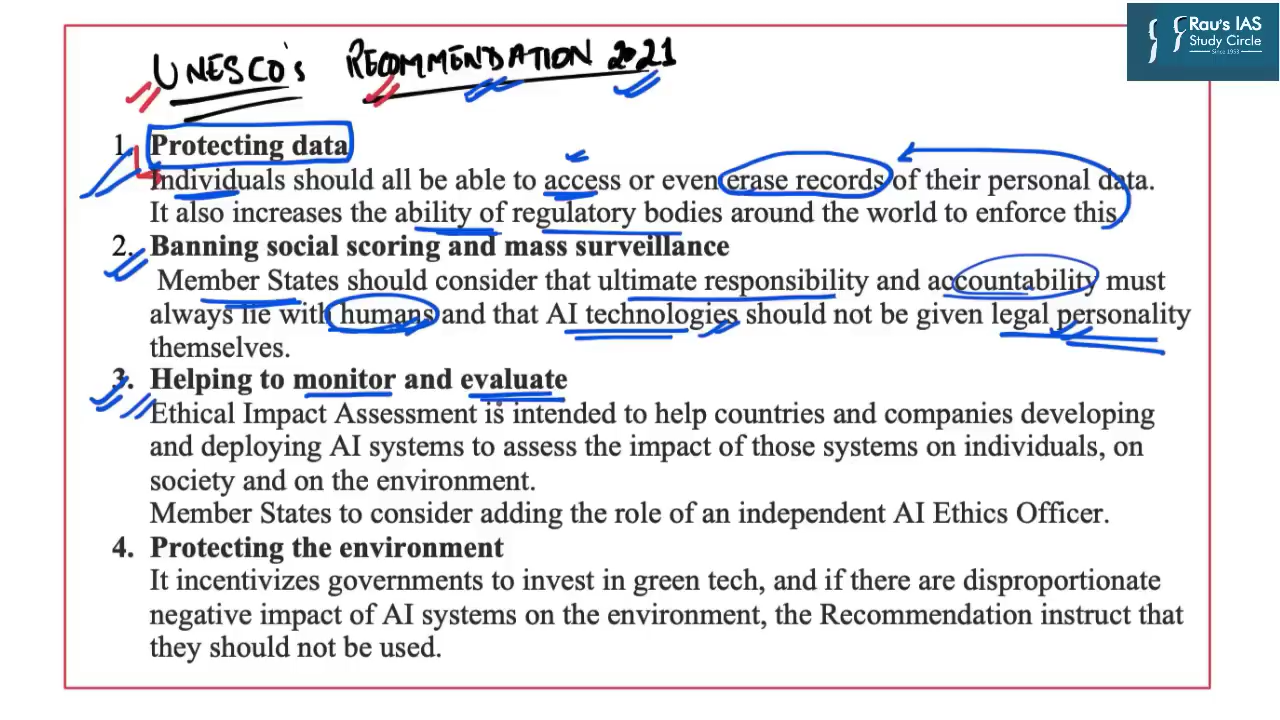 Rau's IAS
Study Circle
Since 1953
UNESCO's RECOMMENDATION 2021
1. Protecting data
Individuals should all be able to access or even erase records of their personal data.
It also increases the ability of regulatory bodies around the world to enforce this.
2. Banning social scoring and mass surveillance
Member States should consider that ultimate responsibility and accountability must
always lie with humans and that AI technologies should not be given legal personality
themselves.
3. Helping to monitor and evaluate
Ethical Impact Assessment is intended to help countries and companies developing
and deploying AI systems to assess the impact of those systems on individuals, on
society and on the environment.
Member States to consider adding the role of an independent AI Ethics Officer.
4. Protecting the environment
It incentivizes governments to invest in green tech, and if there are disproportionate
negative impact of AI systems on the environment, the Recommendation instruct that
they should not be used.